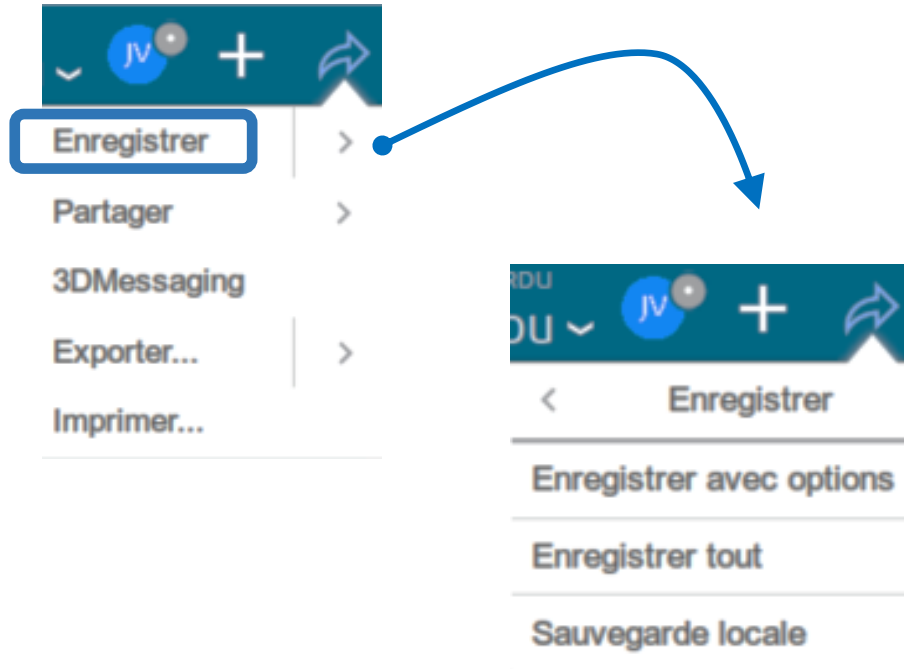 JV
Enregistrer
Partager
3DMessaging
Exporter...
Imprimer...
RDU
DU
JV
Enregistrer
Enregistrer avec options
Enregistrer tout
Sauvegarde locale